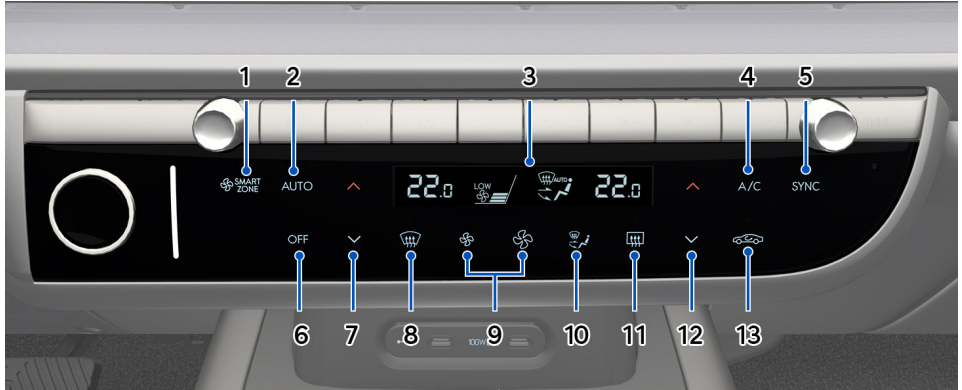 1 2 3 4 5
SMART
ZONE
AUTO
22.0
LOW
AUTO
22.0
A/C
SYNC
OFF
6 7 8 9 10 11 12 13
100W